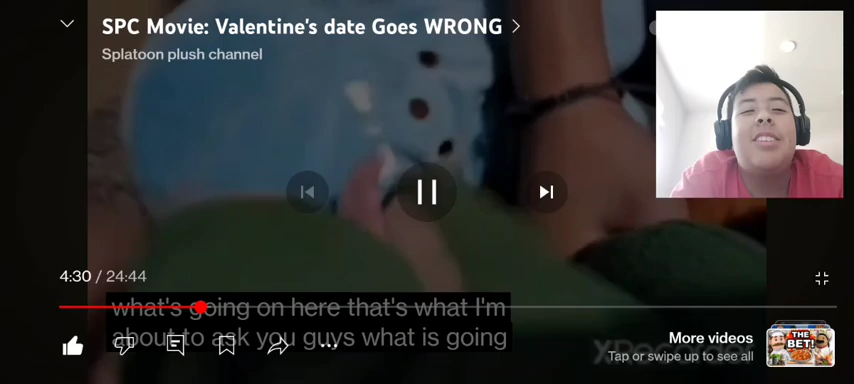 SPC Movie: Valentine's date Goes WRONG
Splatoon plush channel
4:30 / 24:44
what's going on here that's what I'm
about to ask you guys what is going
More videos
Tap or swipe up to see all
THE
BET!
XRecorder